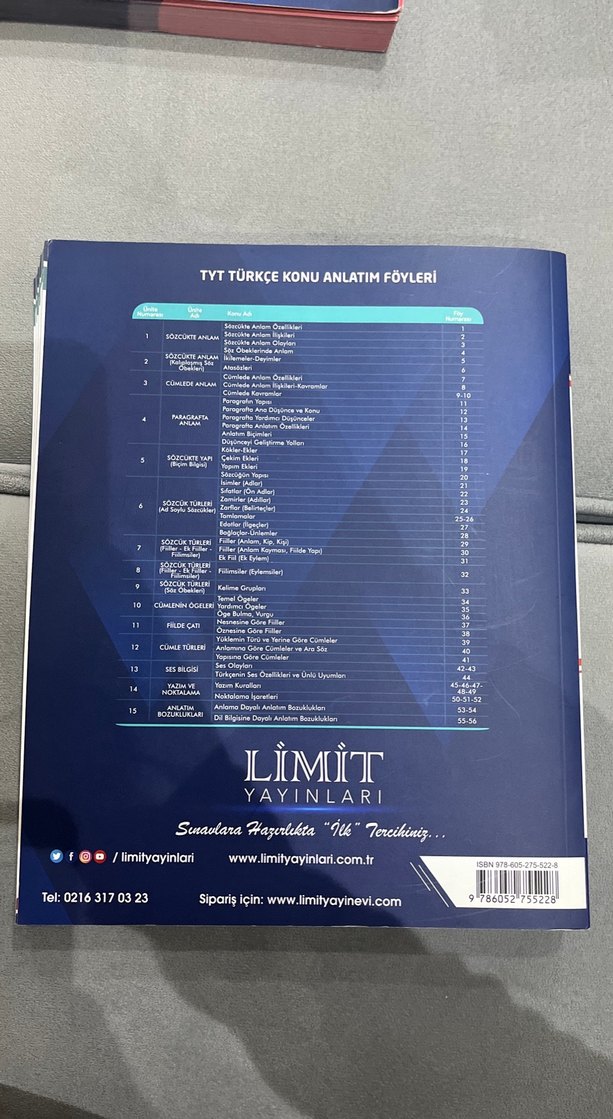 TYT TÜRKÇE KONU ANLATIM FÖYLERİ
Ünite Numarası Ünite Adı Konu Adı Föy Numarası
1 SÖZCÜKTE ANLAM
Sözcükte Anlam Özellikleri 1
Sözcükte Anlam İlişkileri 2
Sözcükte Anlam Olayları 3
Söz Öbeklerinde Anlam 4
2 SÖZCÜKTE ANLAM (Kalıplaşmış Söz Öbekleri)
İkilemeler-Deyimler 5
Atasözleri 6
3 CÜMLEDE ANLAM
Cümlede Anlam Özellikleri 7
Cümlede Anlam İlişkileri-Kavramlar 8
Cümlede Kavramlar 9-10
4 PARAGRAFTA ANLAM
Paragrafın Yapısı 11
Paragrafta Ana Düşünce ve Konu 12
Paragrafta Yardımcı Düşünceler 13
Paragrafta Anlatım Özellikleri 14
Anlatım Biçimleri 15
Düşünceyi Geliştirme Yolları 16
5 SÖZCÜKTE YAPI (Biçim Bilgisi)
Kökler-Ekler 17
Çekim Ekleri 18
Yapım Ekleri 19
Sözcüğün Yapısı 20
6 SÖZCÜK TÜRLERİ (Ad Soylu Sözcükler)
İsimler (Adlar) 21
Sıfatlar (Ön Adlar) 22
Zamirler (Adıllar) 23
Zarflar (Belirteçler) 24
Tamlamalar 25-26
Edatlar (İlgeçler) 27
Bağlaçlar-Ünlemler 28
7 SÖZCÜK TÜRLERİ (Fiiller - Ek Fiiller - Fiilimsiler)
Fiiller (Anlam, Kip, Kişi) 29
Fiiller (Anlam Kayması, Fiilde Yapı) 30
Ek Fiil (Ek Eylem) 31
8 SÖZCÜK TÜRLERİ (Fiiller - Ek Fiiller - Fiilimsiler)
Fiilimsiler (Eylemsiler) 32
9 SÖZCÜK TÜRLERİ (Söz Öbekleri)
Kelime Grupları 33
10 CÜMLENİN ÖGELERİ
Temel Ögeler 34
Yardımcı Ögeler 35
Öge Bulma, Vurgu 36
11 FİİLDE ÇATI
Nesnesine Göre Fiiller 37
Öznesine Göre Fiiller 38
12 CÜMLE TÜRLERİ
Yüklemin Türü ve Yerine Göre Cümleler 39
Anlamına Göre Cümleler ve Ara Söz 40
Yapısına Göre Cümleler 41
13 SES BİLGİSİ
Ses Olayları 42-43
Türkçenin Ses Özellikleri ve Ünlü Uyumları 44
14 YAZIM VE NOKTALAMA
Yazım Kuralları 45-46-47-48-49
Noktalama İşaretleri 50-51-52
15 ANLATIM BOZUKLUKLARI
Anlama Dayalı Anlatım Bozuklukları 53-54
Dil Bilgisine Dayalı Anlatım Bozuklukları 55-56
LİMİT
YAYINLARI
Sınavlara Hazırlıkta "İlk" Tercihiniz...
/ limityayinlari www.limityayinlari.com.tr
ISBN 978-605-275-522-8
9 786052 755228
Tel: 0216 317 03 23 Sipariş için: www.limityayinevi.com